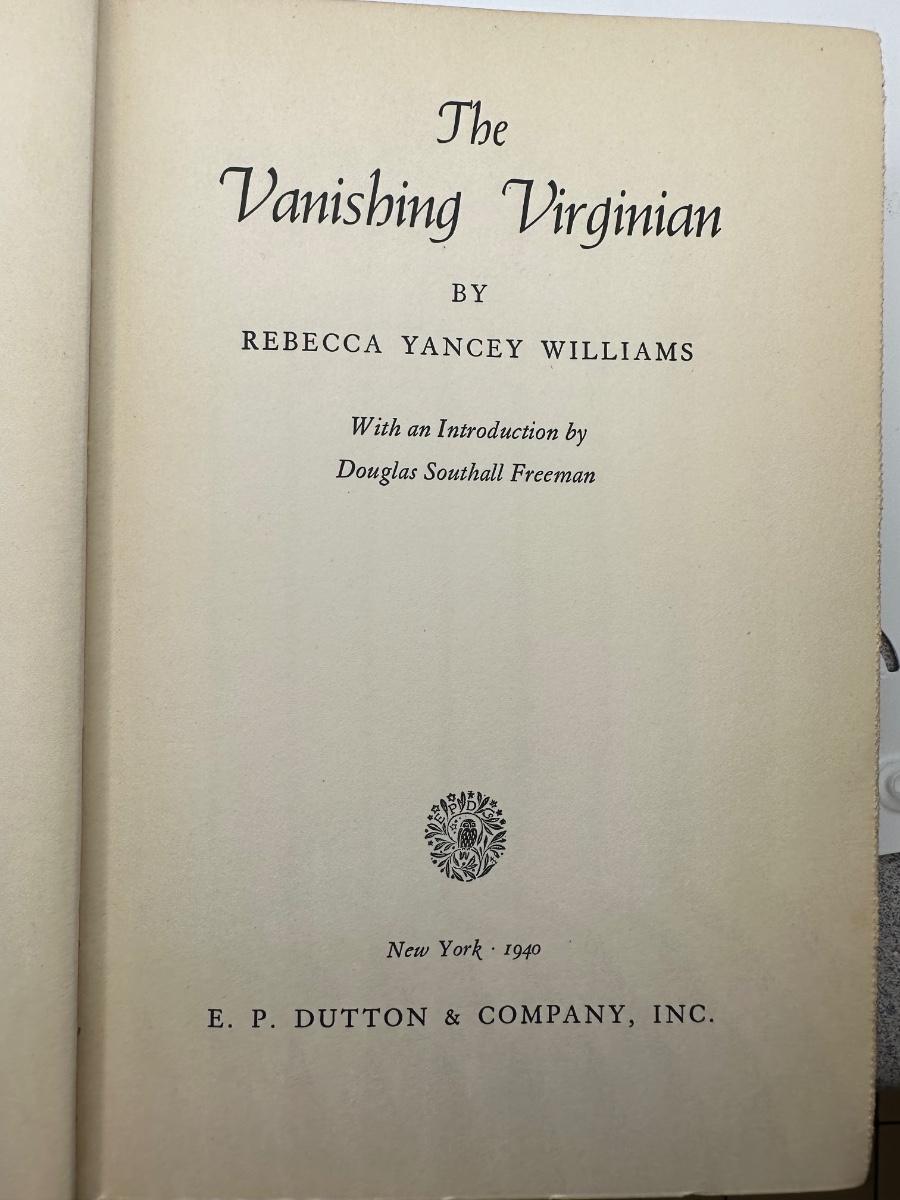 The
Vanishing Virginian
BY
REBECCA YANCEY WILLIAMS
With an Introduction by
Douglas Southall Freeman
E P D
New York · 1940
E. P. DUTTON & COMPANY, INC.